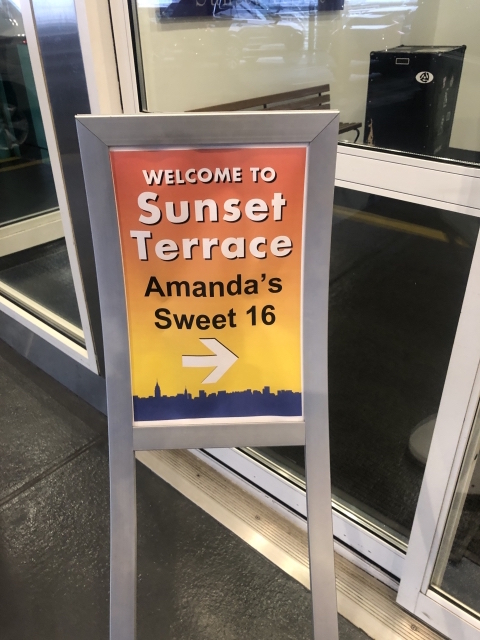 WELCOME TO
Sunset
Terrace
Amanda's
Sweet 16